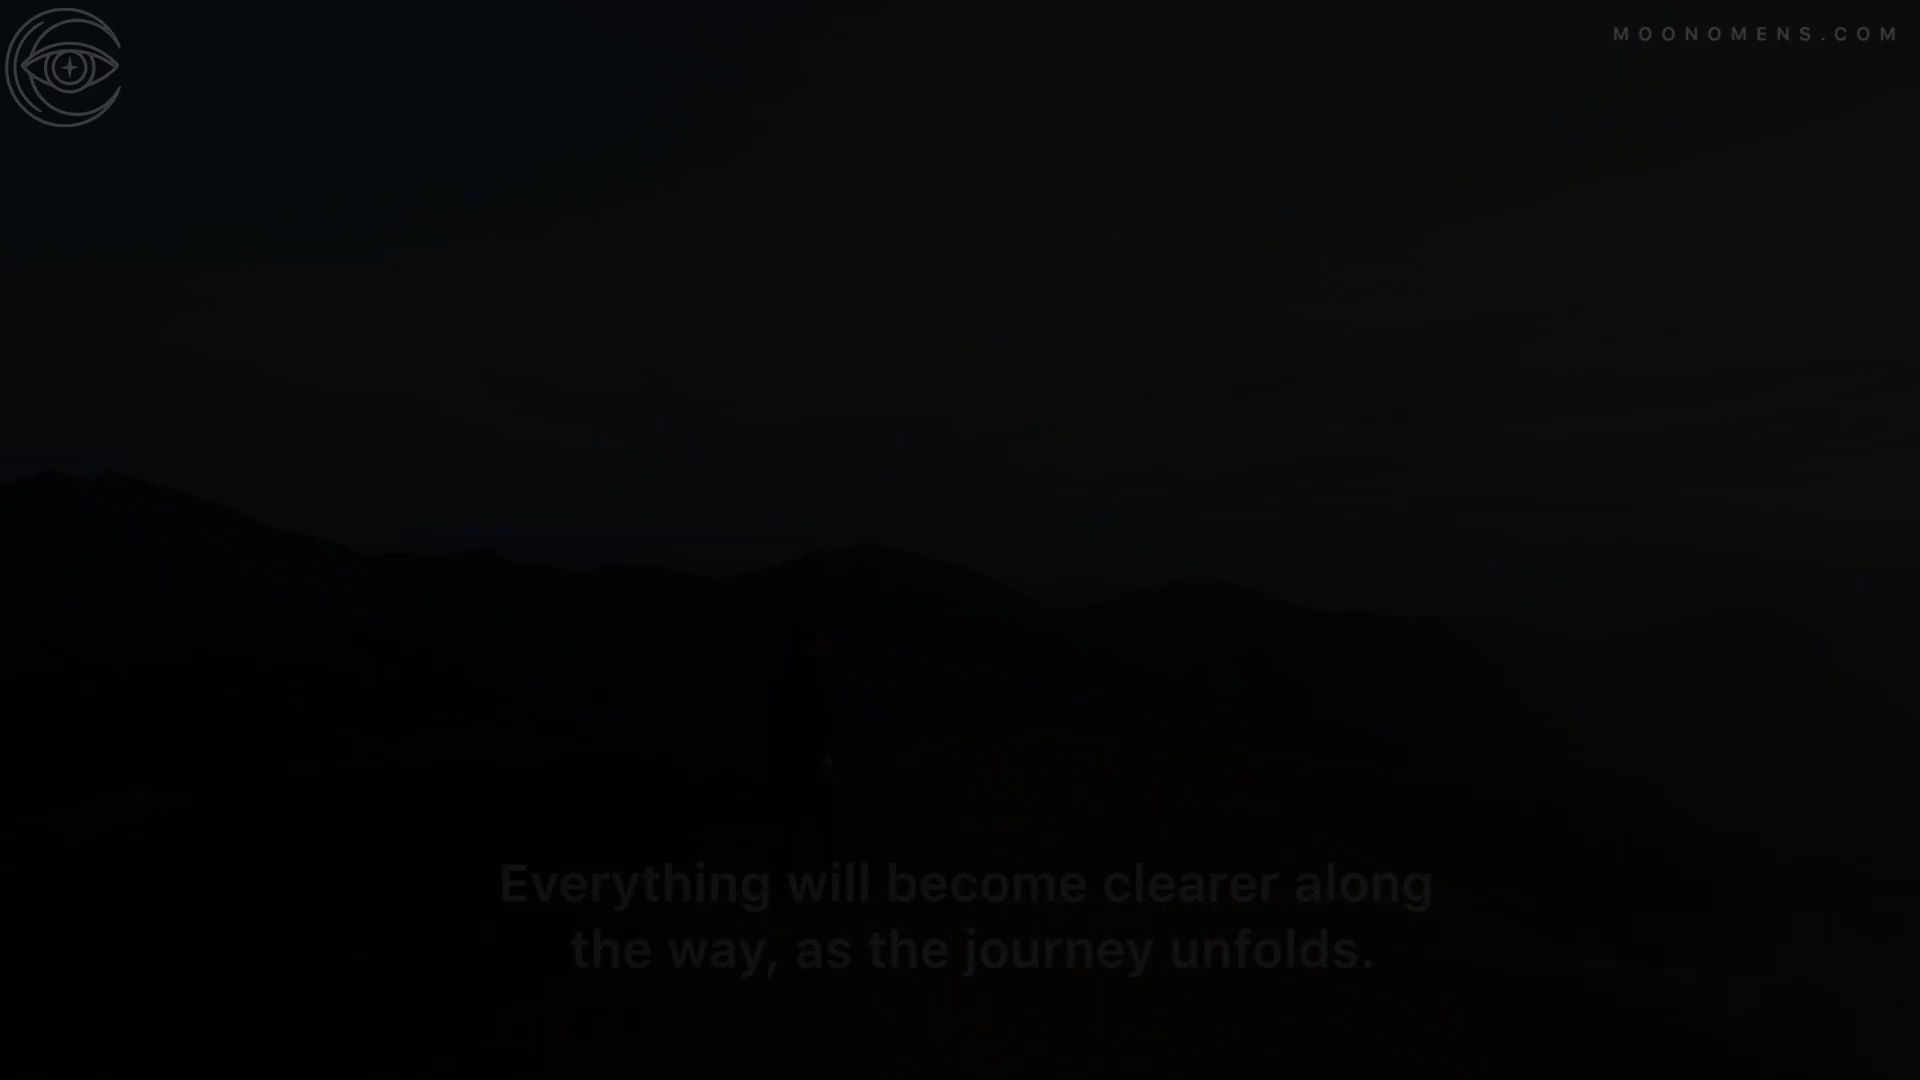 MOONOMENS.COM
Everything will become clearer along
the way, as the journey unfolds.